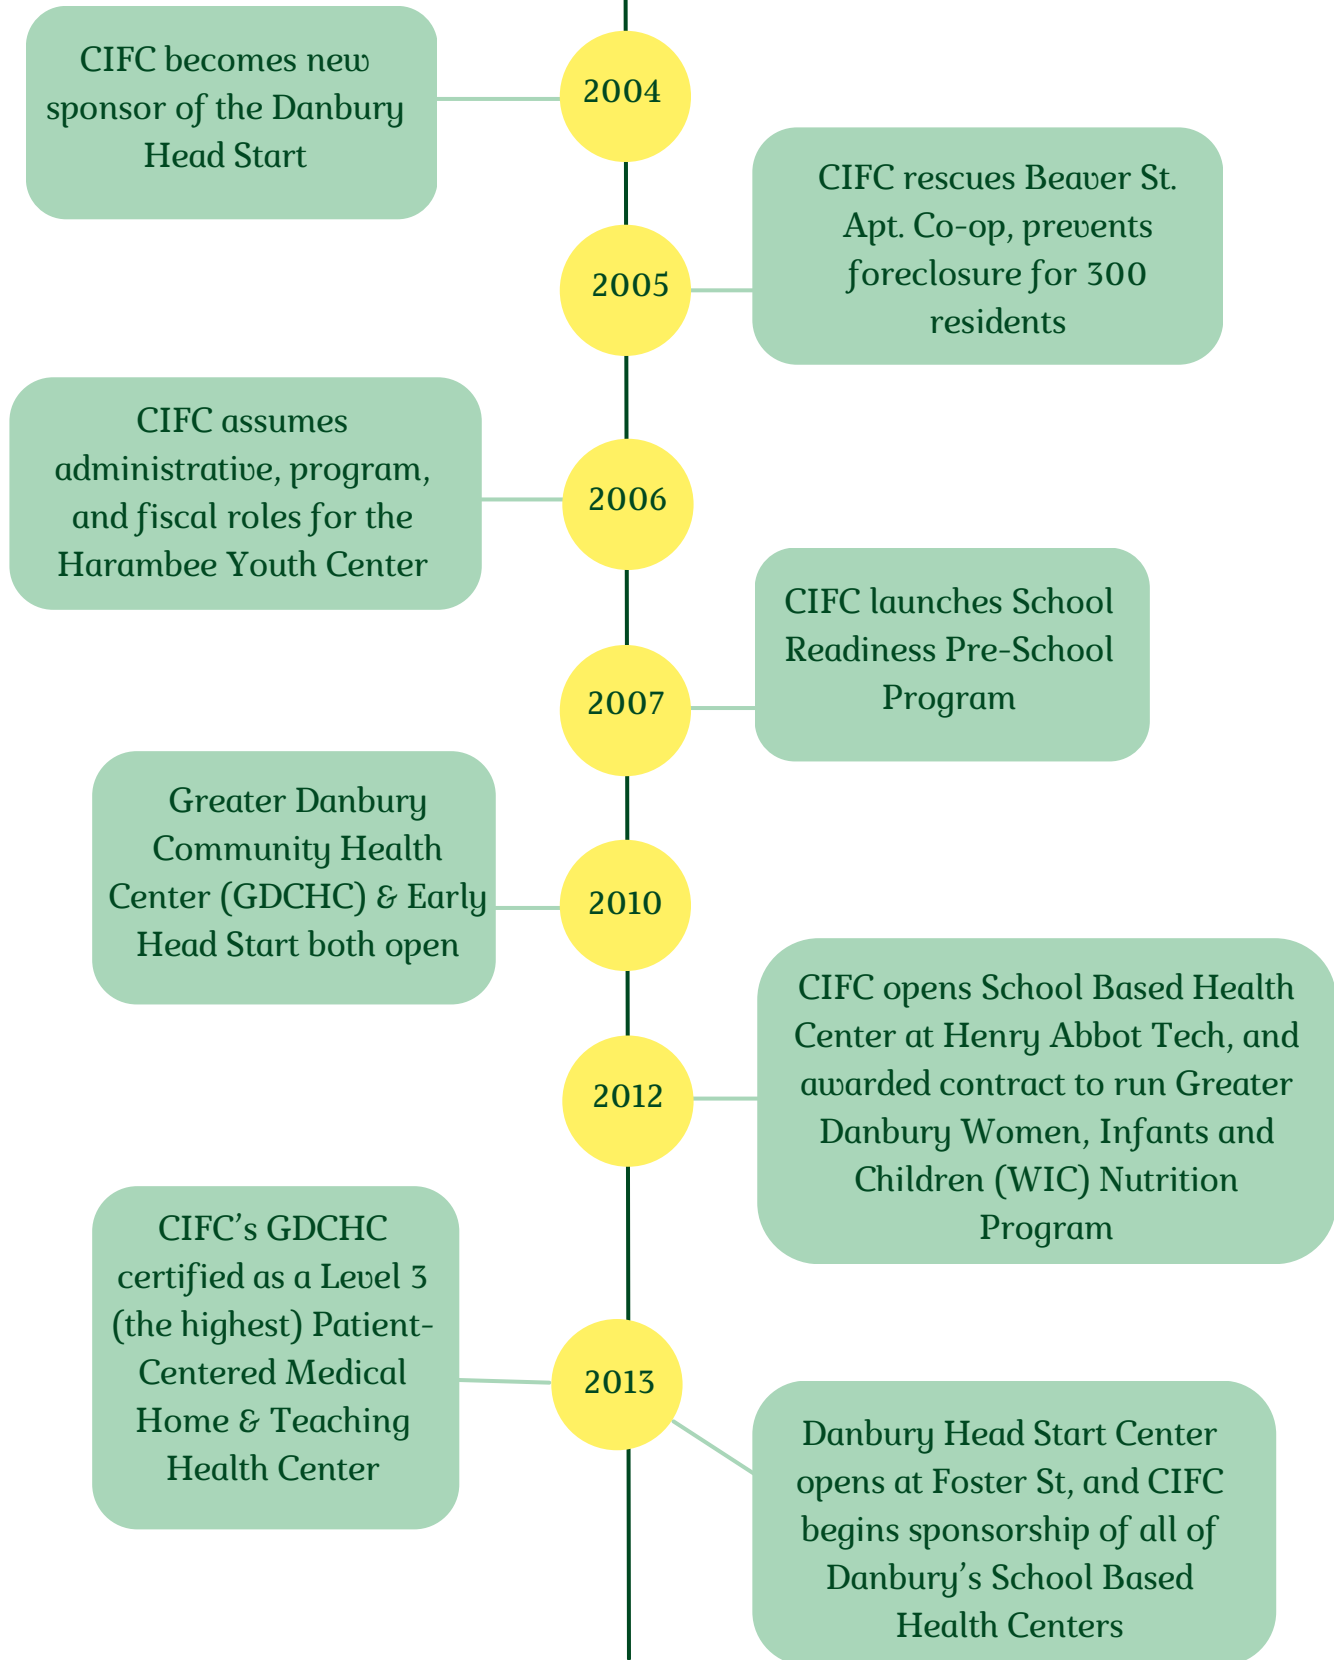 CIFC becomes new
sponsor of the Danbury
Head Start
2004
CIFC rescues Beaver St.
Apt. Co-op, prevents
foreclosure for 300
residents
2005
CIFC assumes
administrative, program,
and fiscal roles for the
Harambee Youth Center
2006
CIFC launches School
Readiness Pre-School
Program
2007
Greater Danbury
Community Health
Center (GDCHC) & Early
Head Start both open
2010
CIFC opens School Based Health
Center at Henry Abbot Tech, and
awarded contract to run Greater
Danbury Women, Infants and
Children (WIC) Nutrition
Program
2012
CIFC’s GDCHC
certified as a Level 3
(the highest) Patient-
Centered Medical
Home & Teaching
Health Center
2013
Danbury Head Start Center
opens at Foster St, and CIFC
begins sponsorship of all of
Danbury’s School Based
Health Centers